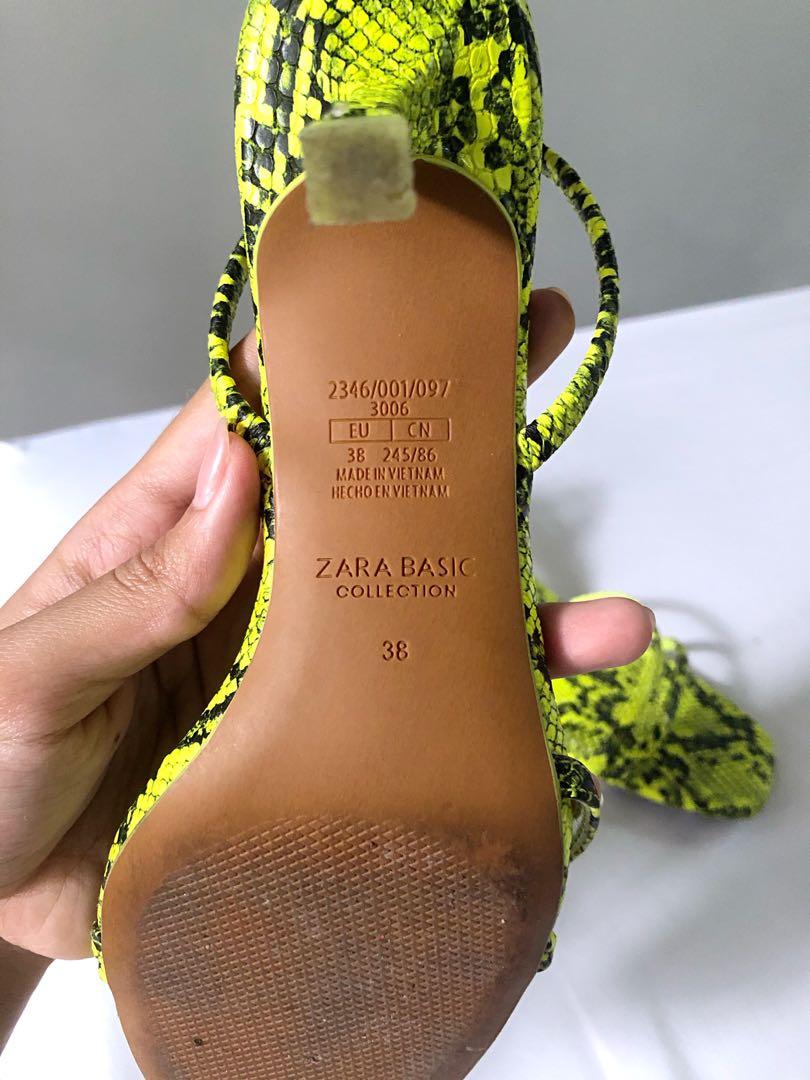 2346/001/097
3006
EU CN
38 245/86
MADE IN VIETNAM
HECHO EN VIETNAM
ZARA BASIC
COLLECTION
38